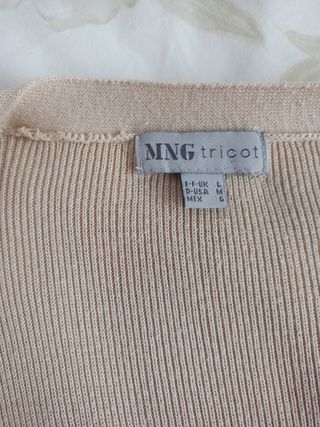 MNG tricot
E-F-UK L
D-USA M
MEX G